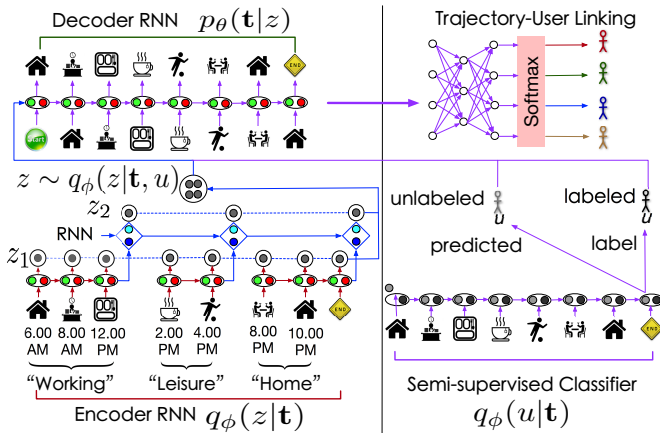 Decoder RNN pθ(𝐭|z)
Trajectory-User Linking
END
Softmax
Start
z ∼ qϕ(z|𝐭, u)
z2
RNN
z1
unlabeled
u
labeled
u
predicted
label
END
END
6.00 AM
8.00 AM
12.00 PM
2.00 PM
4.00 PM
8.00 PM
10.00 PM
“Working”
“Leisure”
“Home”
Encoder RNN qϕ(z|𝐭)
Semi-supervised Classifier
qϕ(u|𝐭)